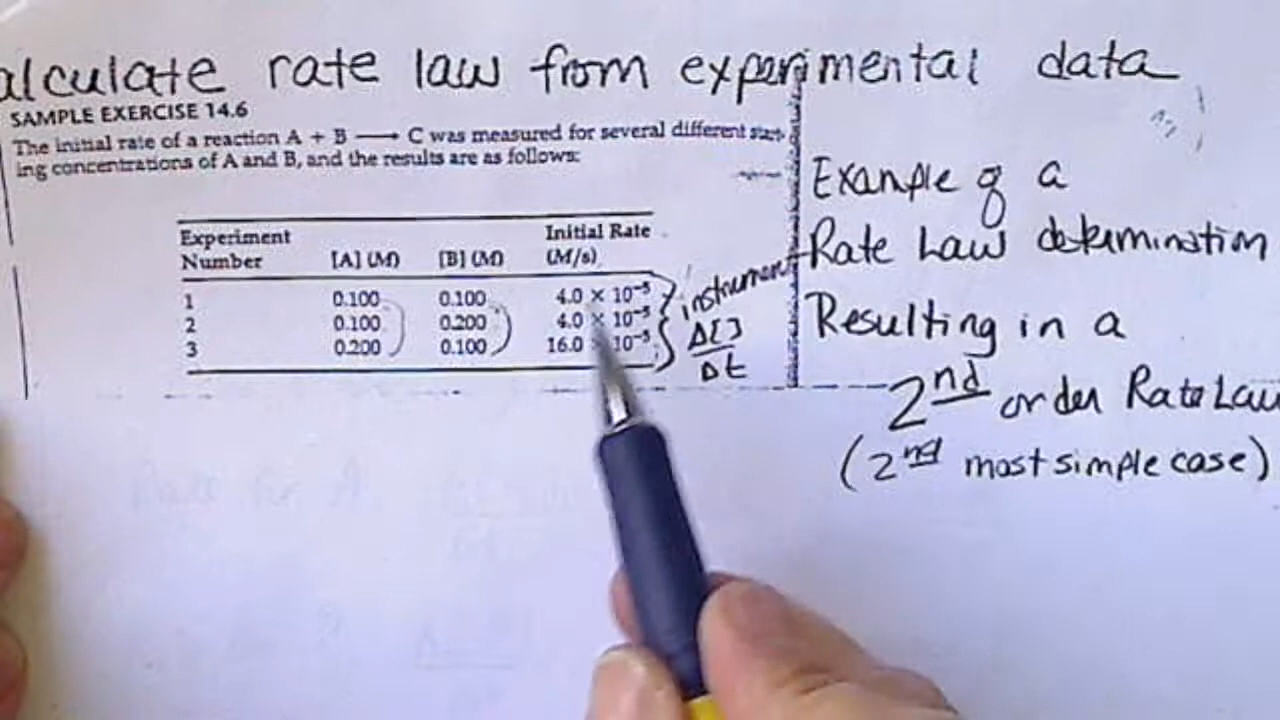 alculate rate law from experimental data
SAMPLE EXERCISE 14.6
The initial rate of a reaction A + B ⟶ C was measured for several different start-
ing concentrations of A and B, and the results are as follows:
Experiment Number [A] (M) [B] (M) Initial Rate (M/s)
1 0.100 0.100 4.0 × 10⁻⁵
2 0.100 0.200 4.0 × 10⁻⁵
3 0.200 0.100 16.0 × 10⁻⁵
instrument
Δ[]
Δt
Example of a
Rate Law determination
Resulting in a
2nd order Rate Law
(2nd most simple case)